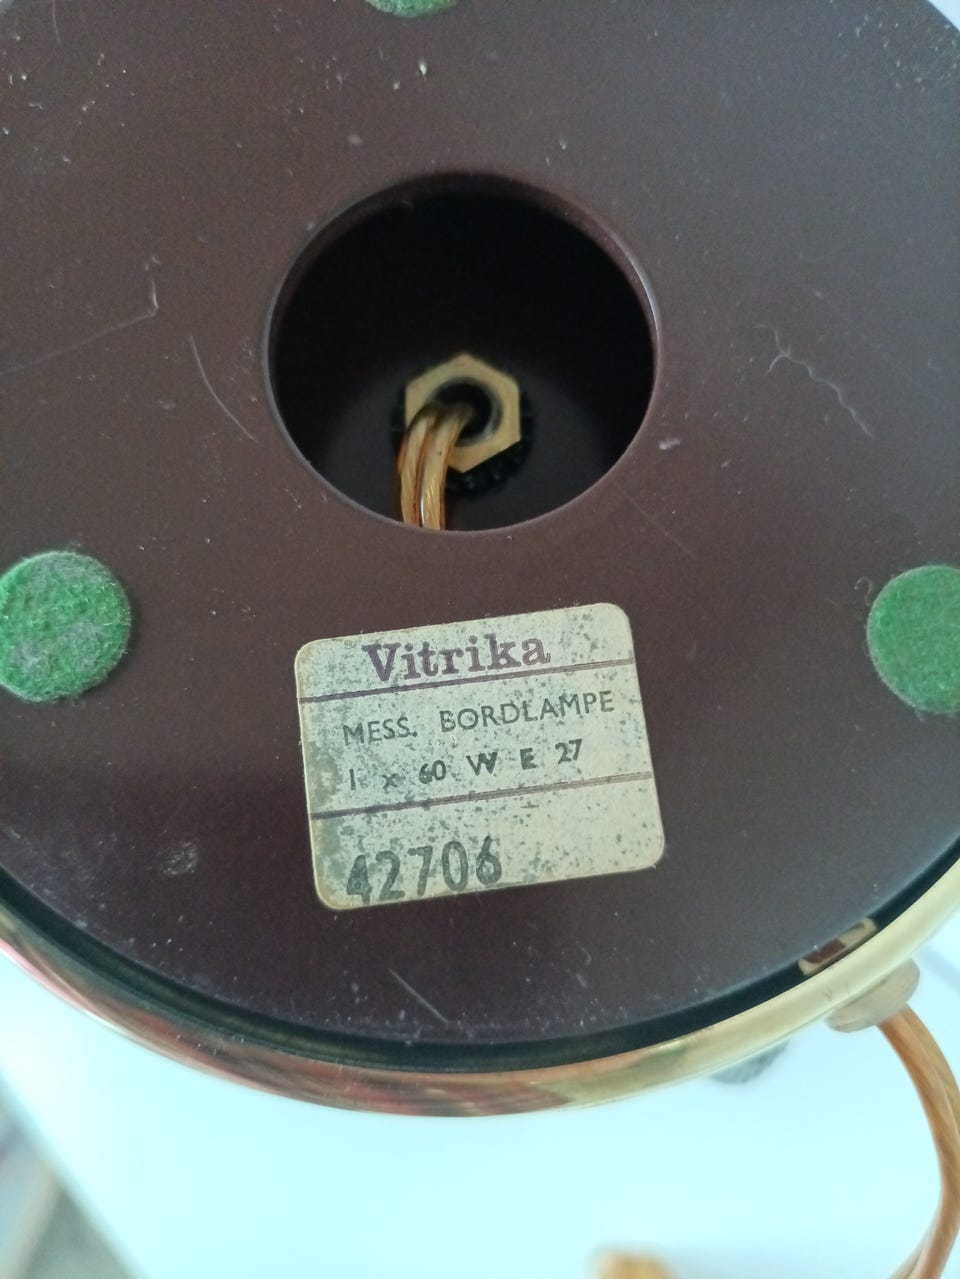 Vitrika
MESS. BORDLAMPE
1 x 60 W E 27
42706